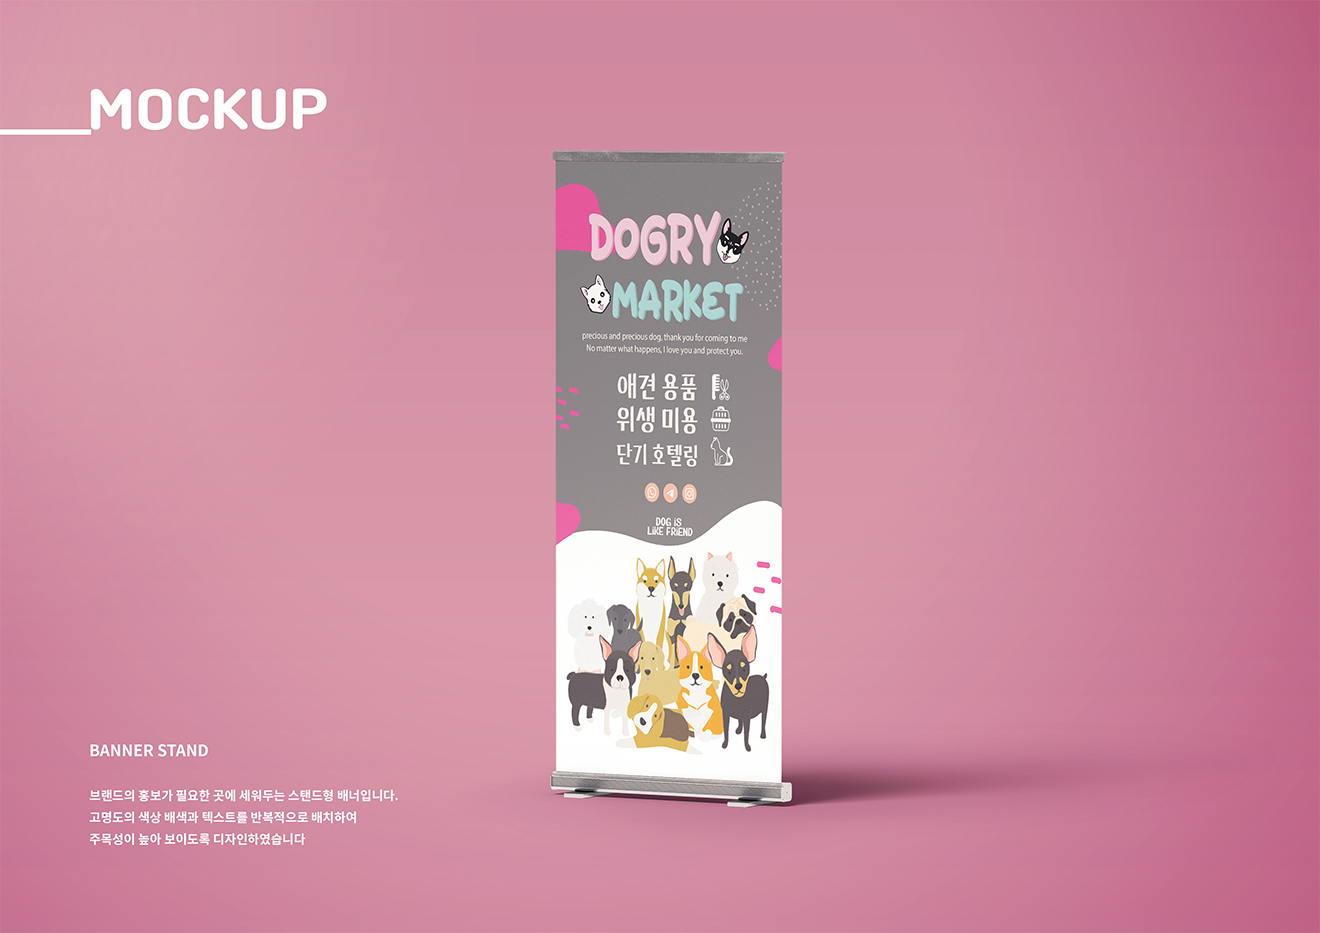 MOCKUP
DOGRY
MARKET
precious and precious dog, thank you for coming to me
No matter what happens, I love you and protect you.
애견 용품
위생 미용
단기 호텔링
DOG iS
LiKE FRiEND
BANNER STAND
브랜드의 홍보가 필요한 곳에 세워두는 스탠드형 배너입니다.
고명도의 색상 배색과 텍스트를 반복적으로 배치하여
주목성이 높아 보이도록 디자인하였습니다